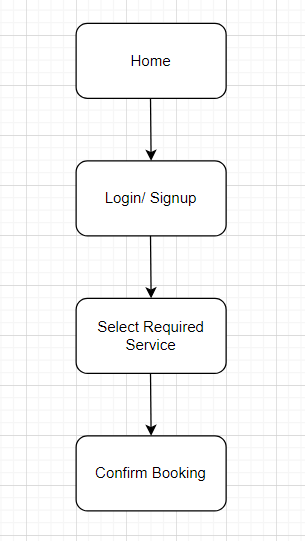 Home
Login/ Signup
Select Required
Service
Confirm Booking